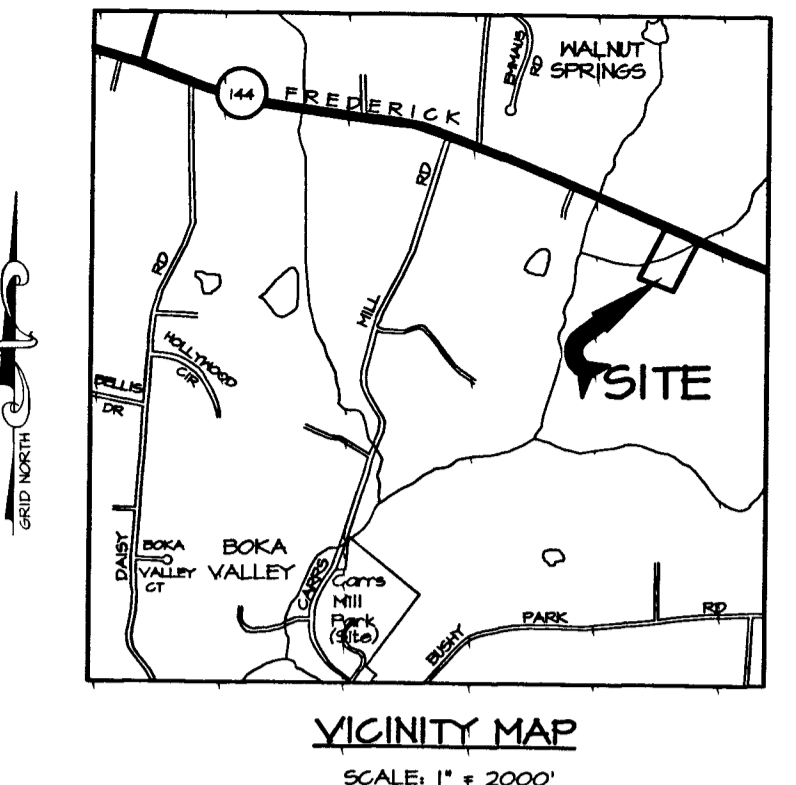 WALNUT
SPRINGS
EMMAUS
RD
144
FREDERICK
RD
RD
MILL
HOLLYWOOD
CIR
BELLIS
DR
SITE
GRID NORTH
DAISY
BOKA
VALLEY
CT
BOKA
VALLEY
CARRS
Carrs
Mill
Park
(Site)
BUSHY
PARK
RD
VICINITY MAP
SCALE: 1" = 2000'